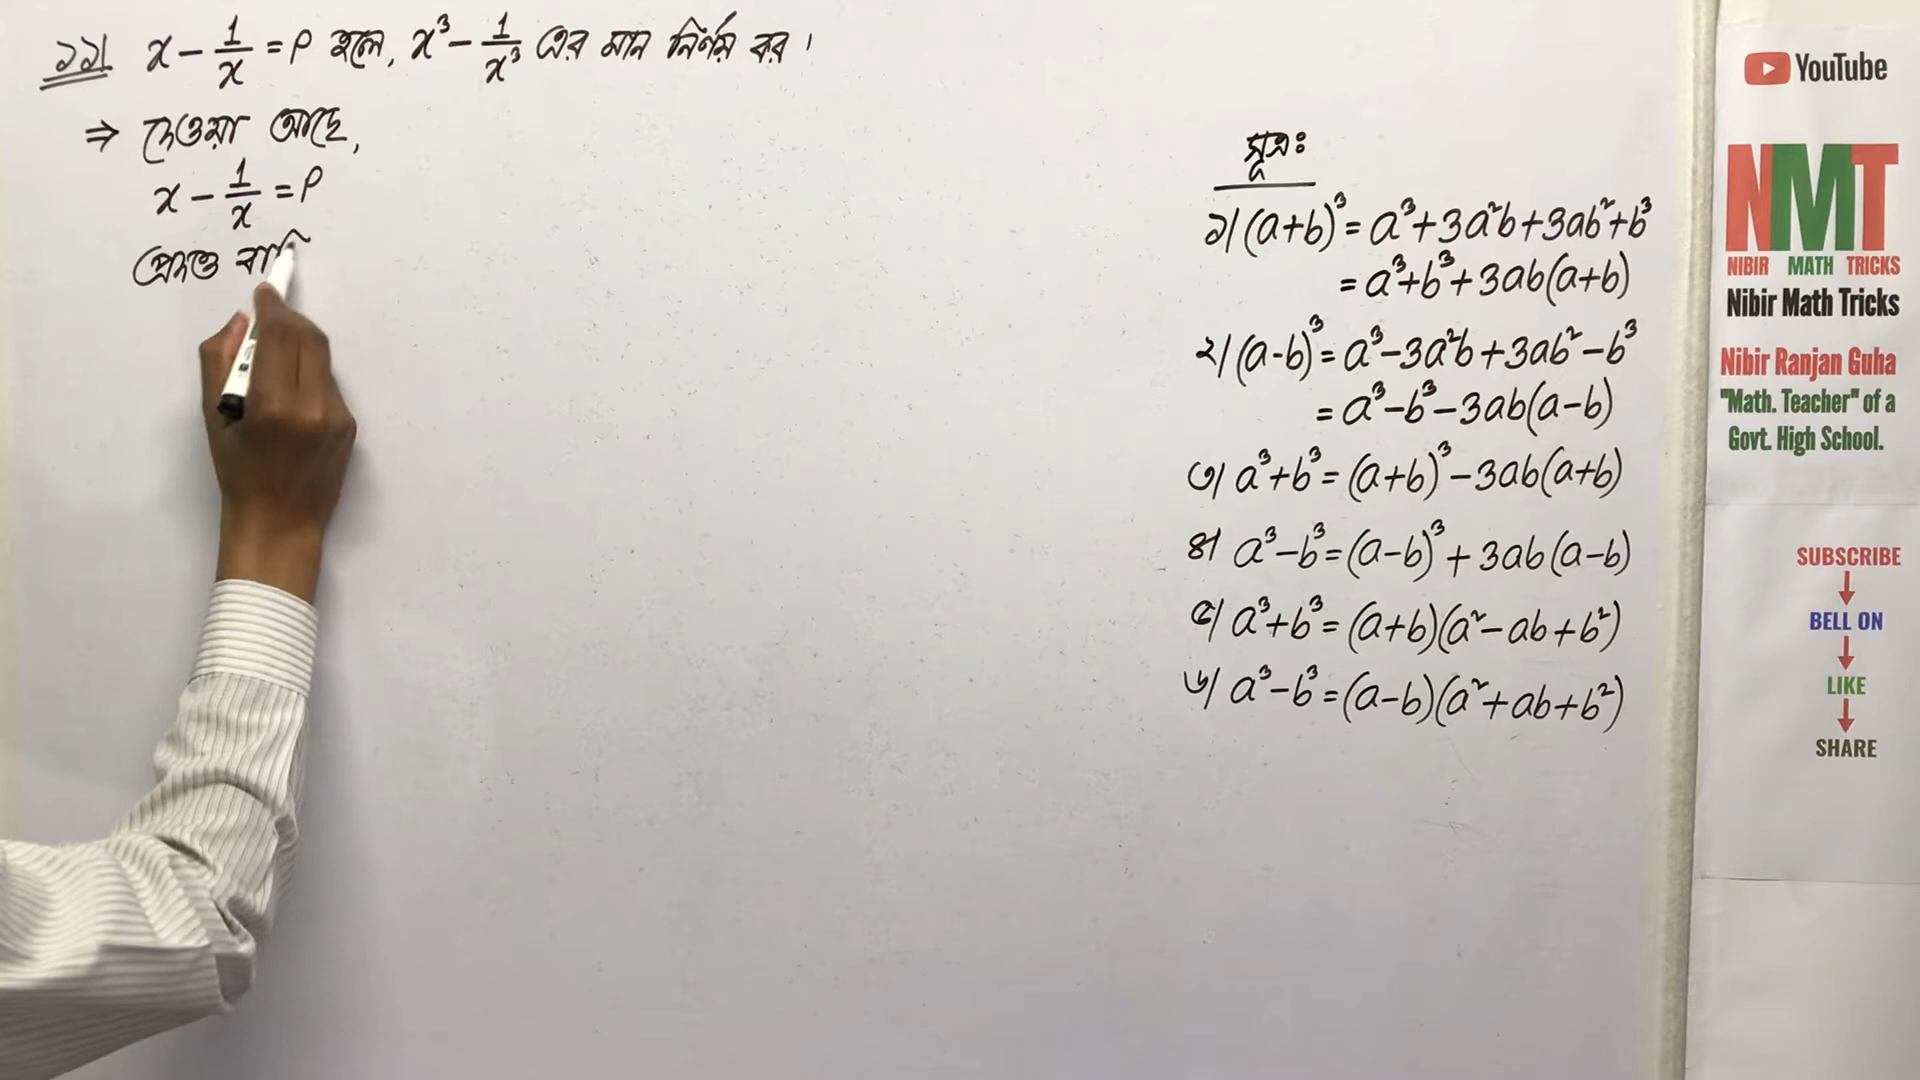 ১১। x - 1/x = p হলে, x³ - 1/x³ এর মান নির্ণয় কর।
⇒ দেওয়া আছে,
x - 1/x = p
প্রদত্ত
সূত্রঃ
১। (a+b)³ = a³+3a²b+3ab²+b³
= a³+b³+3ab(a+b)
২। (a-b)³ = a³-3a²b+3ab²-b³
= a³-b³-3ab(a-b)
৩। a³+b³ = (a+b)³-3ab(a+b)
৪। a³-b³ = (a-b)³+3ab(a-b)
৫। a³+b³ = (a+b)(a²-ab+b²)
৬। a³-b³ = (a-b)(a²+ab+b²)
YouTube
NMT
NIBIR MATH TRICKS
Nibir Math Tricks
Nibir Ranjan Guha
"Math. Teacher" of a
Govt. High School.
SUBSCRIBE
↓
BELL ON
↓
LIKE
↓
SHARE